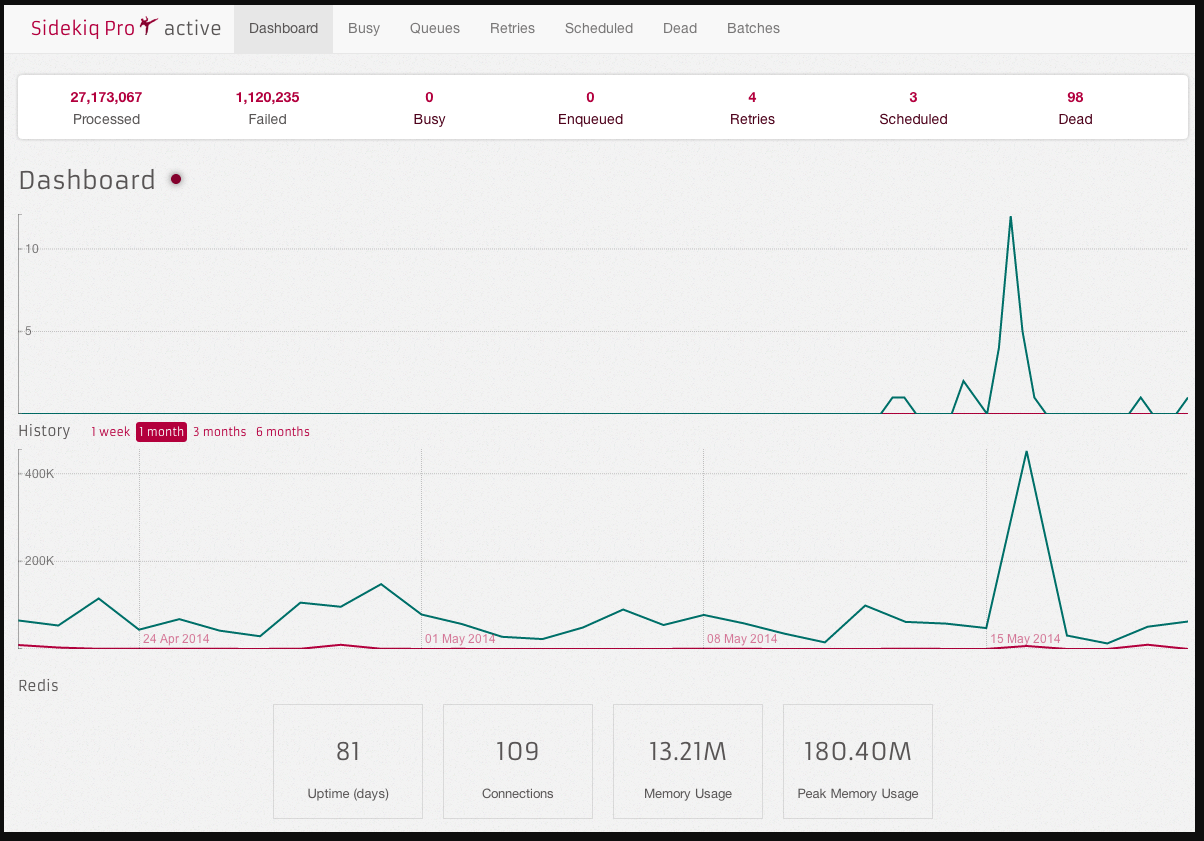 Sidekiq Pro active Dashboard Busy Queues Retries Scheduled Dead Batches
27,173,067 1,120,235 0 0 4 3 98
Processed Failed Busy Enqueued Retries Scheduled Dead
Dashboard
10
5
History 1 week 1 month 3 months 6 months
400K
200K
24 Apr 2014 01 May 2014 08 May 2014 15 May 2014
Redis
81 109 13.21M 180.40M
Uptime (days) Connections Memory Usage Peak Memory Usage